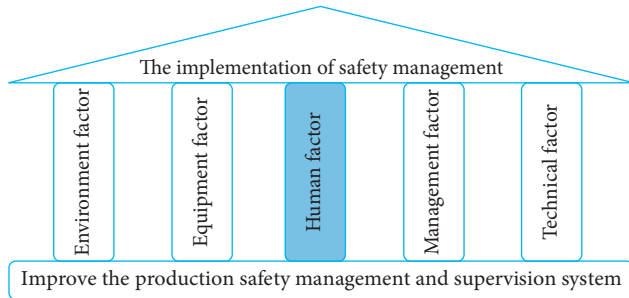 The implementation of safety management
Environment factor
Equipment factor
Human factor
Management factor
Technical factor
Improve the production safety management and supervision system